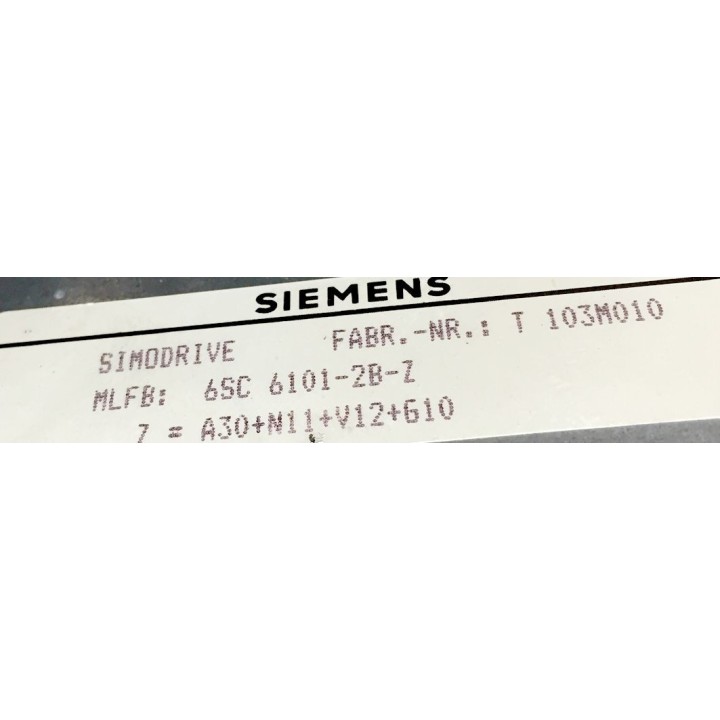 SIEMENS
SIMODRIVE FABR.-NR.: T 103M010
MLFB: 6SC 6101-2B-Z
Z = A30+N11+V12+G10